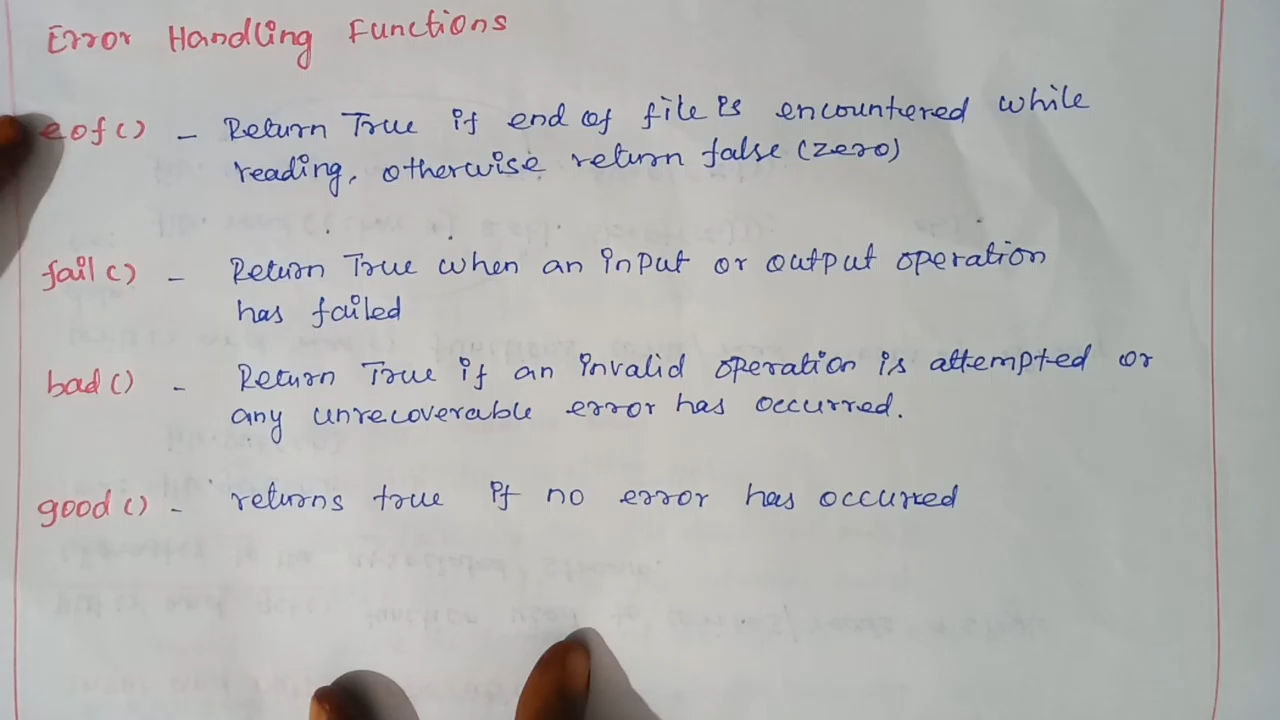 Error Handling Functions
eof() - Return True if end of file is encountered while
reading, otherwise return false (zero)
fail() - Return True when an input or output operation
has failed
bad() - Return True if an invalid operation is attempted or
any unrecoverable error has occurred.
good() - returns true if no error has occurred